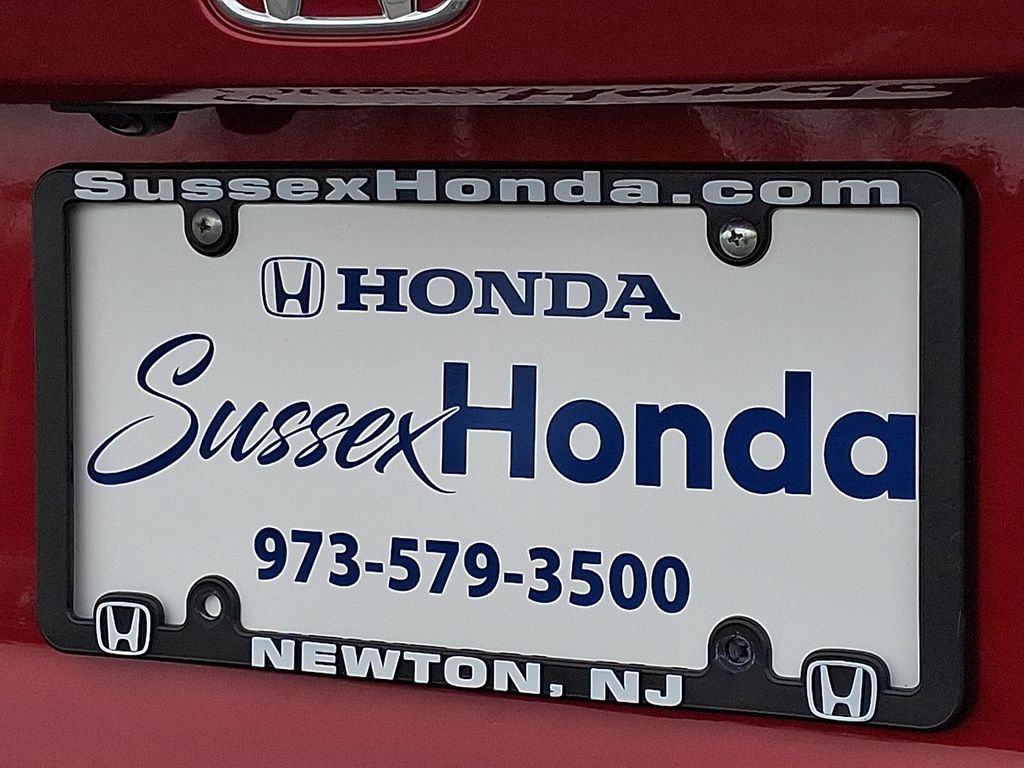 SussexHonda.com
HONDA
SussexHonda
973-579-3500
NEWTON, NJ